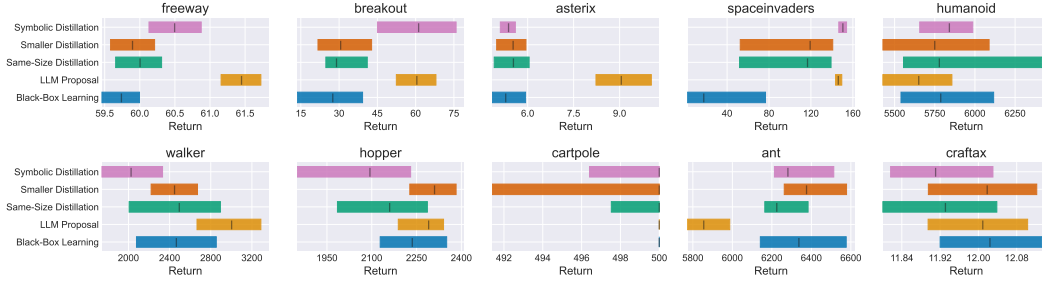 freeway breakout asterix spaceinvaders humanoid
Symbolic Distillation
Smaller Distillation
Same-Size Distillation
LLM Proposal
Black-Box Learning
59.5 60.0 60.5 61.0 61.5 15 30 45 60 75 6.0 7.5 9.0 40 80 120 160 5500 5750 6000 6250
Return Return Return Return Return
walker hopper cartpole ant craftax
Symbolic Distillation
Smaller Distillation
Same-Size Distillation
LLM Proposal
Black-Box Learning
2000 2400 2800 3200 1950 2100 2250 2400 492 494 496 498 500 5800 6000 6200 6400 6600 11.84 11.92 12.00 12.08
Return Return Return Return Return